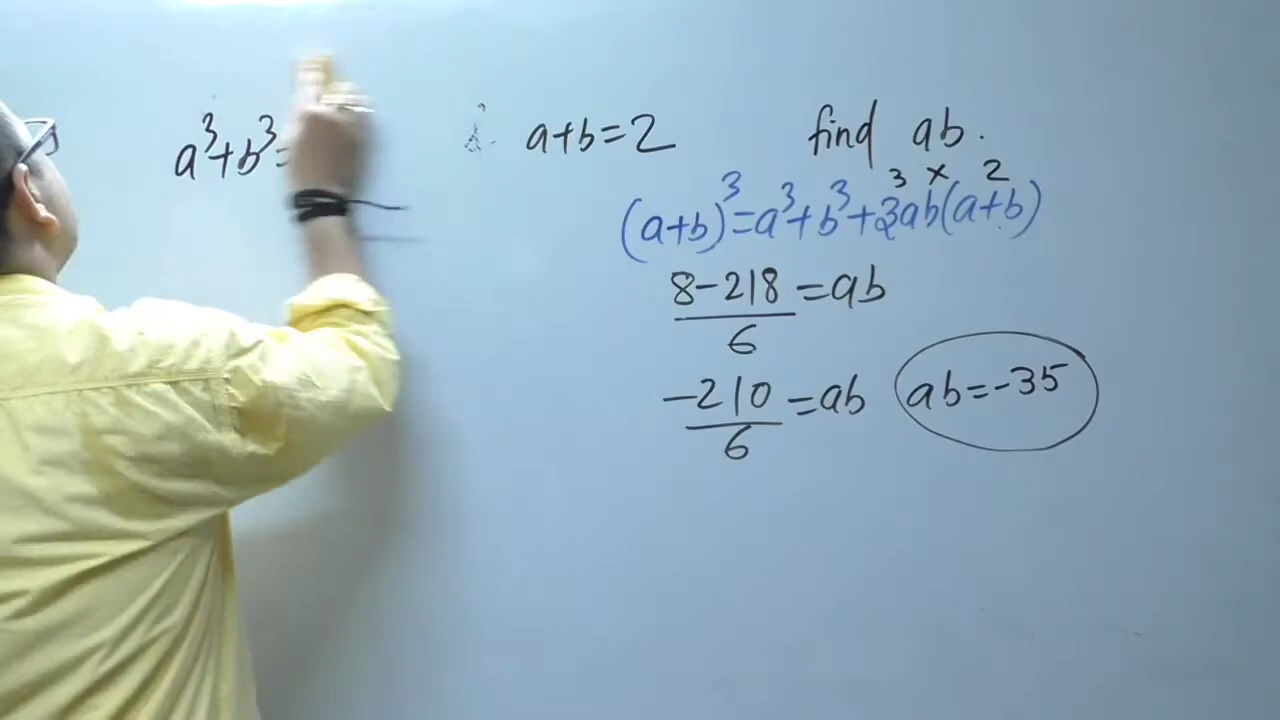 a³+b³= a+b=2 find ab.
3 × 2
(a+b)³=a³+b³+3ab(a+b)
8-218/6 =ab
-210/6 =ab ab=-35